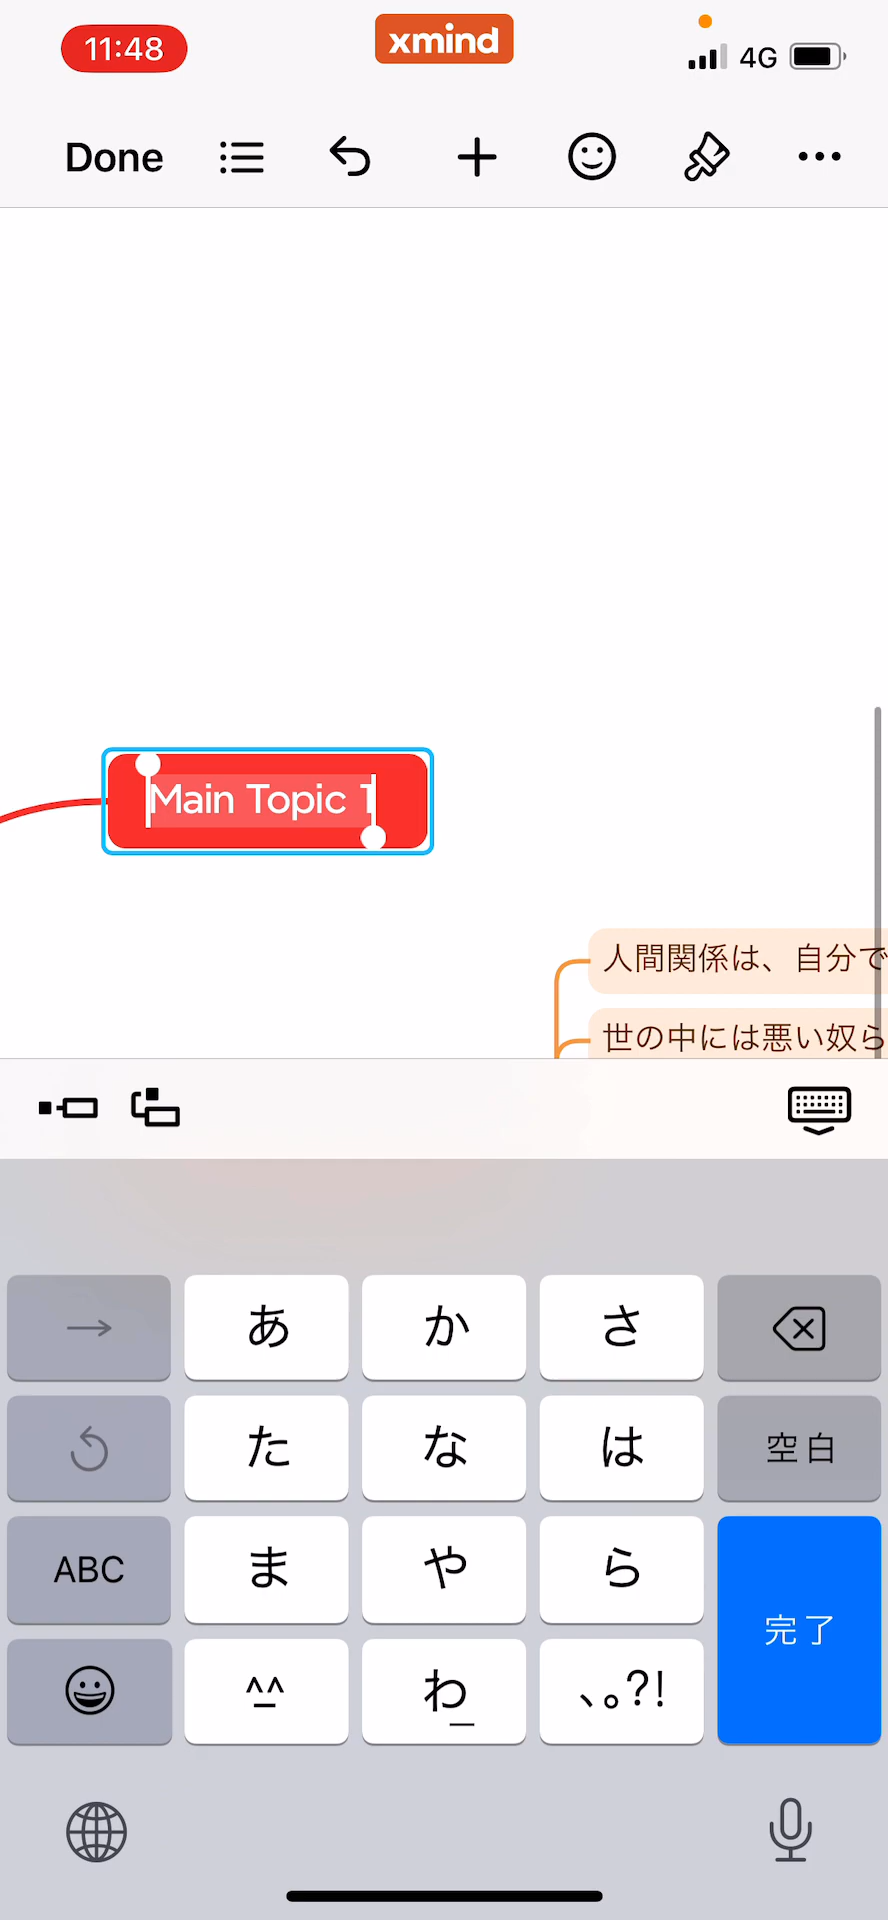 11:48
xmind
4G
Done
Main Topic 1
人間関係は、自分で
世の中には悪い奴ら
あ
か
さ
た
な
は
空白
ABC
ま
や
ら
完了
^_^
わ_
、。?!